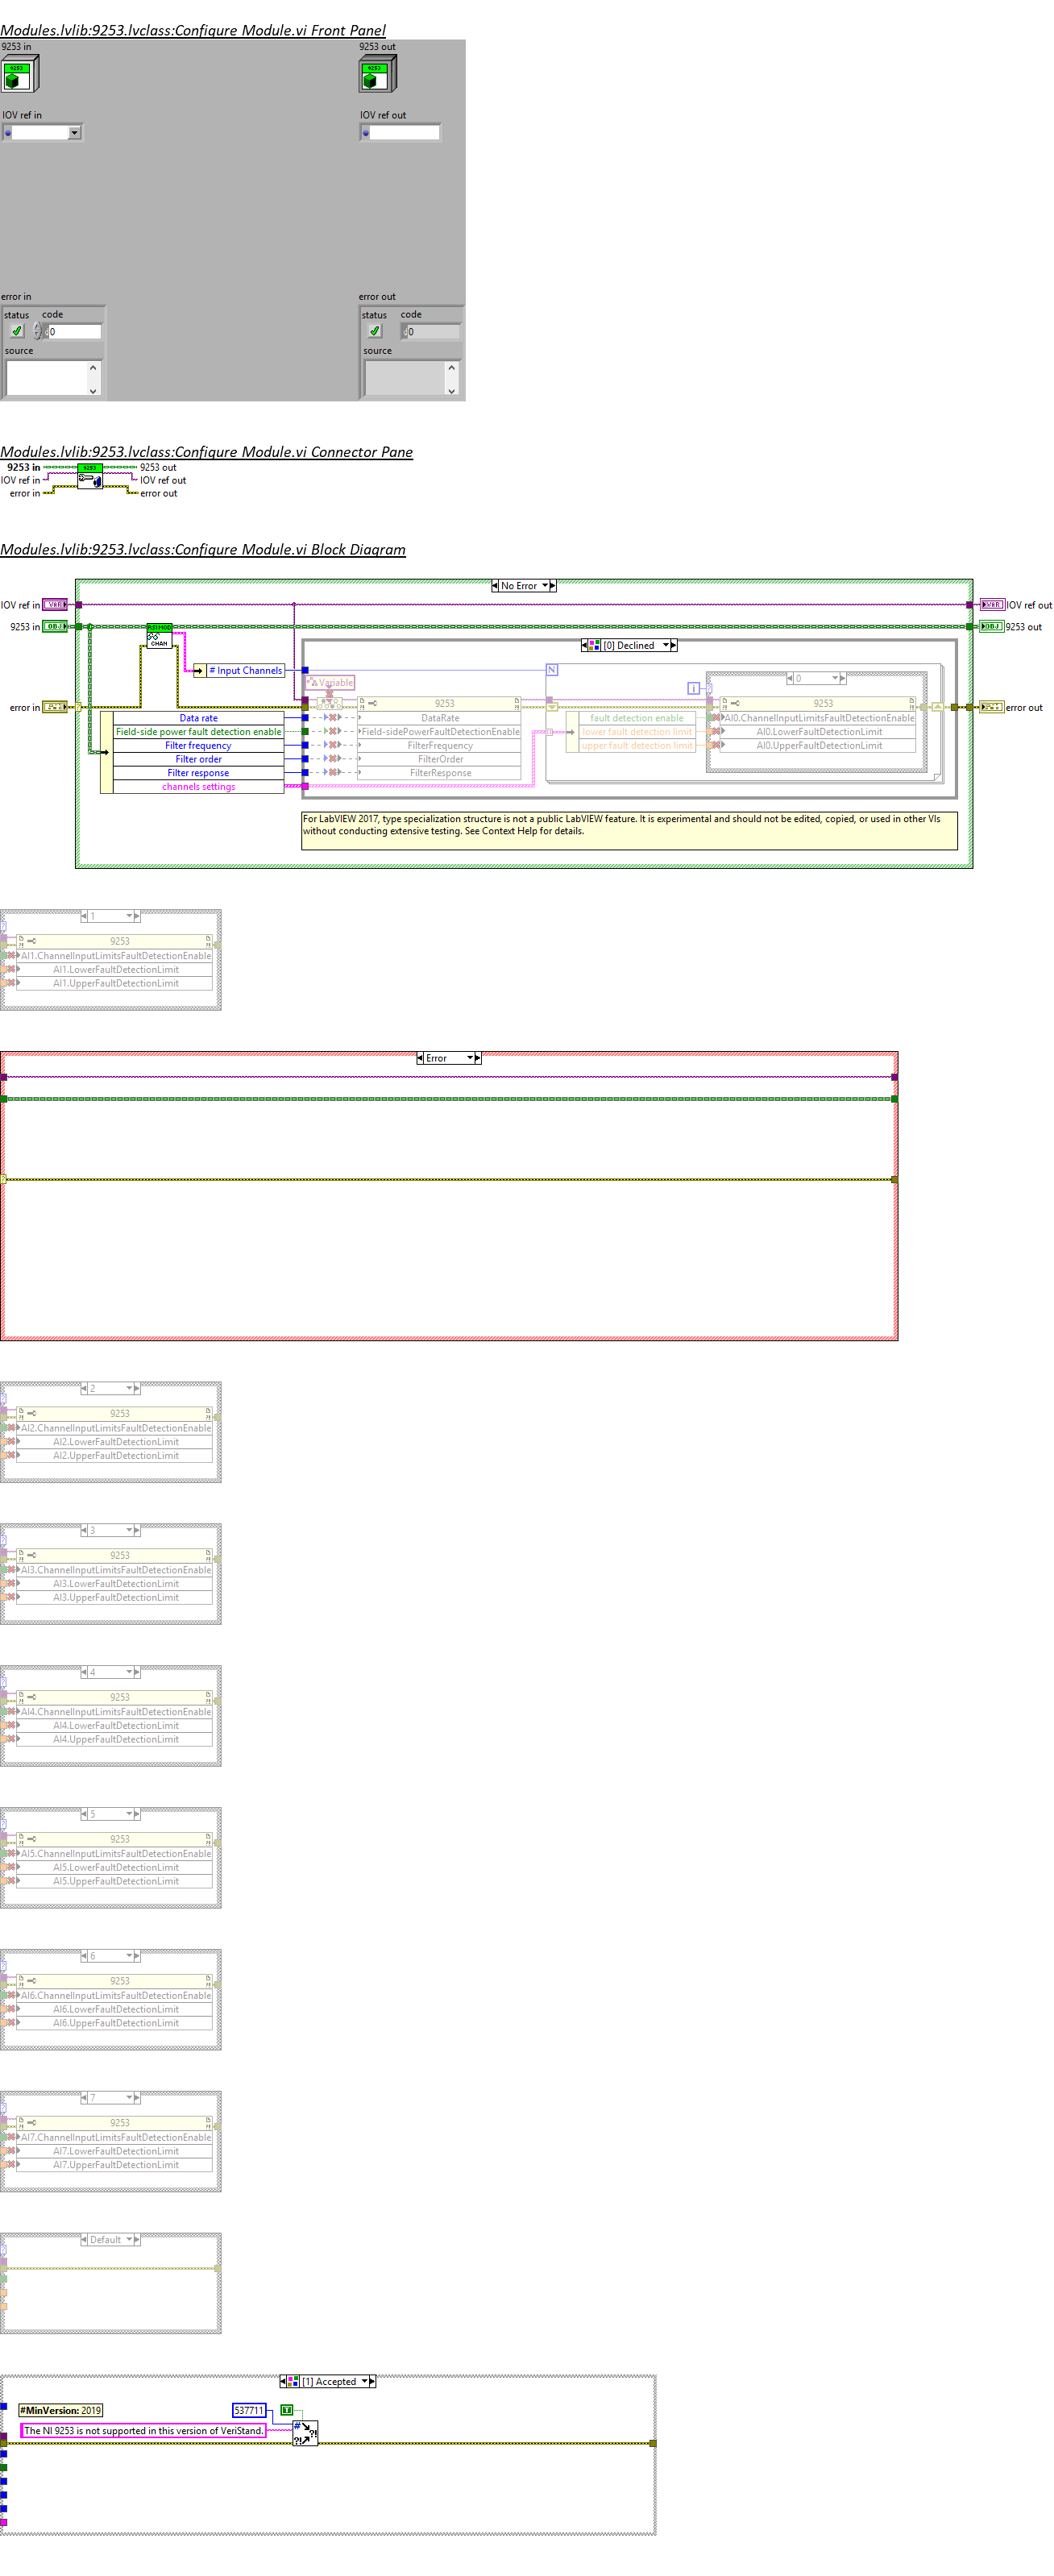 Modules.lvlib:9253.lvclass:Configure Module.vi Front Panel
9253 in
9253 out
9253
9253
IOV ref in
IOV ref out
error in
error out
status code
status code
0
0
source
source
Modules.lvlib:9253.lvclass:Configure Module.vi Connector Pane
9253 in
9253
9253 out
IOV ref in
IOV ref out
error in
error out
Modules.lvlib:9253.lvclass:Configure Module.vi Block Diagram
No Error
IOV ref in
IOV ref out
9253 in
9253 out
CHAN
[0] Declined
# Input Channels
N
0
Variable
i
9253
9253
error in
error out
Data rate
DataRate
fault detection enable
AI0.ChannelInputLimitsFaultDetectionEnable
Field-side power fault detection enable
Field-sidePowerFaultDetectionEnable
lower fault detection limit
AI0.LowerFaultDetectionLimit
Filter frequency
FilterFrequency
upper fault detection limit
AI0.UpperFaultDetectionLimit
Filter order
FilterOrder
Filter response
FilterResponse
channels settings
For LabVIEW 2017, type specialization structure is not a public LabVIEW feature. It is experimental and should not be edited, copied, or used in other VIs
without conducting extensive testing. See Context Help for details.
1
9253
AI1.ChannelInputLimitsFaultDetectionEnable
AI1.LowerFaultDetectionLimit
AI1.UpperFaultDetectionLimit
Error
2
9253
AI2.ChannelInputLimitsFaultDetectionEnable
AI2.LowerFaultDetectionLimit
AI2.UpperFaultDetectionLimit
3
9253
AI3.ChannelInputLimitsFaultDetectionEnable
AI3.LowerFaultDetectionLimit
AI3.UpperFaultDetectionLimit
4
9253
AI4.ChannelInputLimitsFaultDetectionEnable
AI4.LowerFaultDetectionLimit
AI4.UpperFaultDetectionLimit
5
9253
AI5.ChannelInputLimitsFaultDetectionEnable
AI5.LowerFaultDetectionLimit
AI5.UpperFaultDetectionLimit
6
9253
AI6.ChannelInputLimitsFaultDetectionEnable
AI6.LowerFaultDetectionLimit
AI6.UpperFaultDetectionLimit
7
9253
AI7.ChannelInputLimitsFaultDetectionEnable
AI7.LowerFaultDetectionLimit
AI7.UpperFaultDetectionLimit
Default
[1] Accepted
#MinVersion: 2019
537711
T
The NI 9253 is not supported in this version of VeriStand.